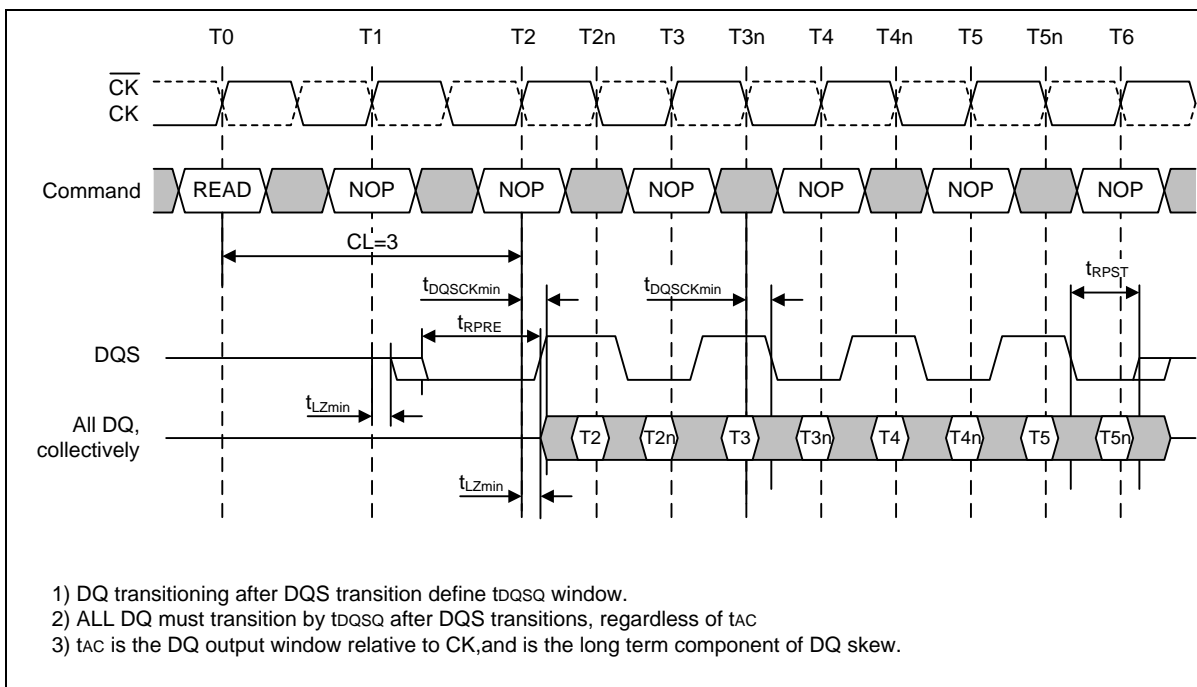 T0 T1 T2 T2n T3 T3n T4 T4n T5 T5n T6
CK
CK
Command READ NOP NOP NOP NOP NOP NOP
CL=3
tDQSCKmin tDQSCKmin tRPST
tRPRE
DQS
tLZmin
All DQ,
collectively
T2 T2n T3 T3n T4 T4n T5 T5n
tLZmin
1) DQ transitioning after DQS transition define tDQSQ window.
2) ALL DQ must transition by tDQSQ after DQS transitions, regardless of tAC
3) tAC is the DQ output window relative to CK,and is the long term component of DQ skew.